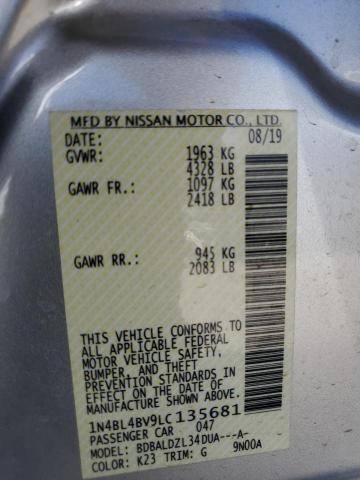 MFD BY NISSAN MOTOR CO., LTD.
DATE: 08/19
GVWR: 1963 KG
4328 LB
GAWR FR: 1097 KG
2418 LB
GAWR RR: 945 KG
2083 LB
THIS VEHICLE CONFORMS TO
ALL APPLICABLE FEDERAL
MOTOR VEHICLE SAFETY,
BUMPER, AND THEFT
PREVENTION STANDARDS IN
EFFECT ON THE DATE OF
MANUFACTURE SHOWN ABOVE.
1N4BL4BV9LC135681
PASSENGER CAR 047
MODEL: BDBALDZL34DUA---A-
COLOR: K23 TRIM: G 9N00A